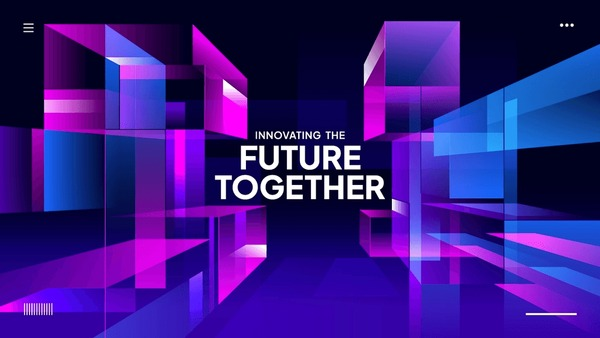 INNOVATING THE
FUTURE
TOGETHER